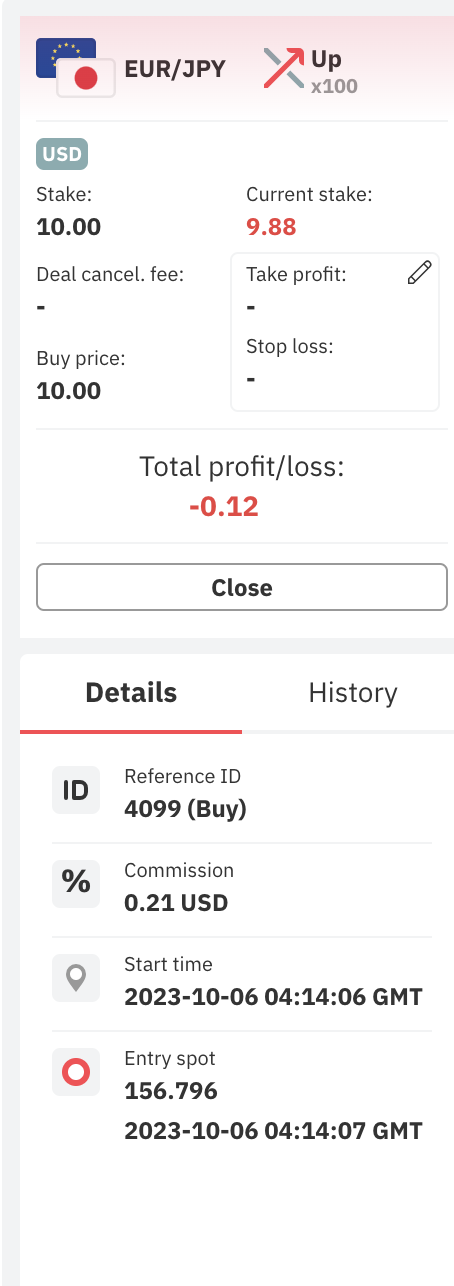 EUR/JPY
Up
x100
USD
Stake:
10.00
Current stake:
9.88
Deal cancel. fee:
-
Take profit:
-
Buy price:
10.00
Stop loss:
-
Total profit/loss:
-0.12
Close
Details
History
ID
Reference ID
4099 (Buy)
%
Commission
0.21 USD
Start time
2023-10-06 04:14:06 GMT
Entry spot
156.796
2023-10-06 04:14:07 GMT